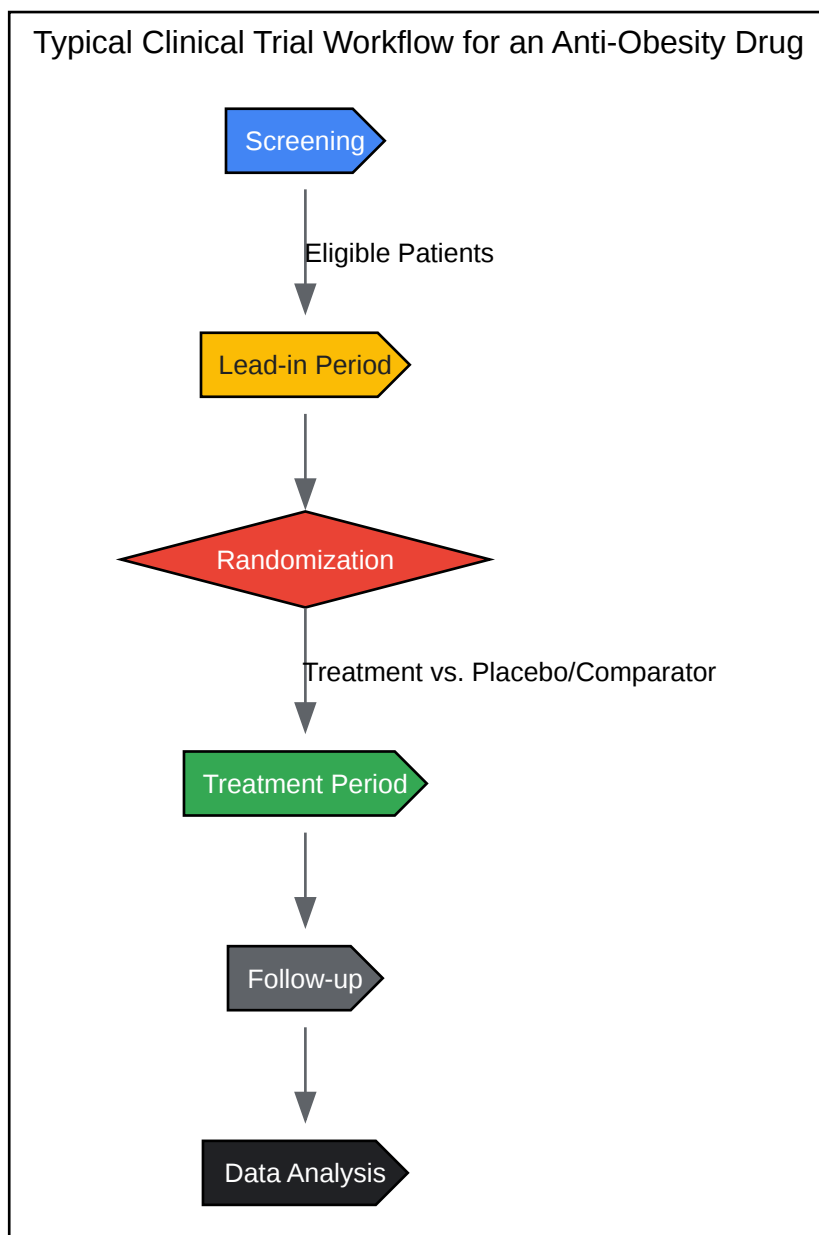 Typical Clinical Trial Workflow for an Anti-Obesity Drug
Screening
Eligible Patients
Lead-in Period
Randomization
Treatment vs. Placebo/Comparator
Treatment Period
Follow-up
Data Analysis